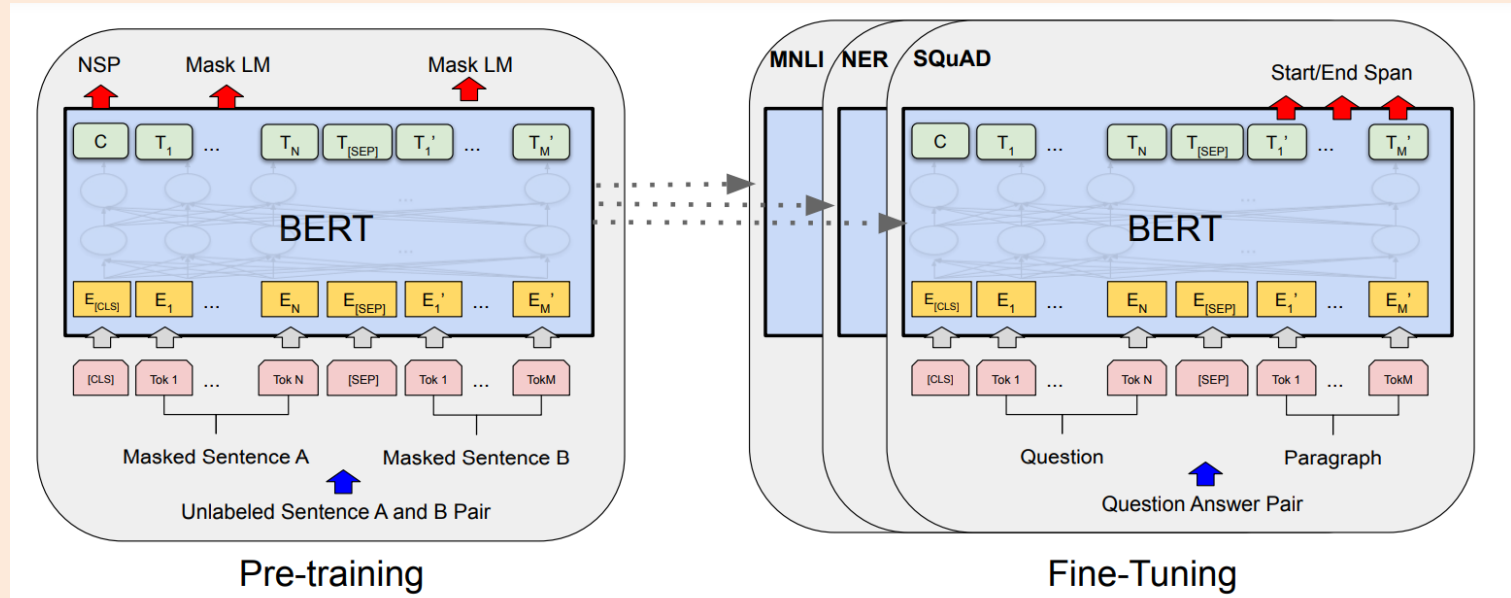 NSP Mask LM Mask LM
C T1 ... TN T[SEP] T1' ... TM'
...
BERT
...
E[CLS] E1 ... EN E[SEP] E1' ... EM'
[CLS] Tok 1 ... Tok N [SEP] Tok 1 ... TokM
Masked Sentence A Masked Sentence B
Unlabeled Sentence A and B Pair
Pre-training
MNLI NER SQuAD
Start/End Span
C T1 ... TN T[SEP] T1' ... TM'
...
BERT
...
E[CLS] E1 ... EN E[SEP] E1' ... EM'
[CLS] Tok 1 ... Tok N [SEP] Tok 1 ... TokM
Question Paragraph
Question Answer Pair
Fine-Tuning